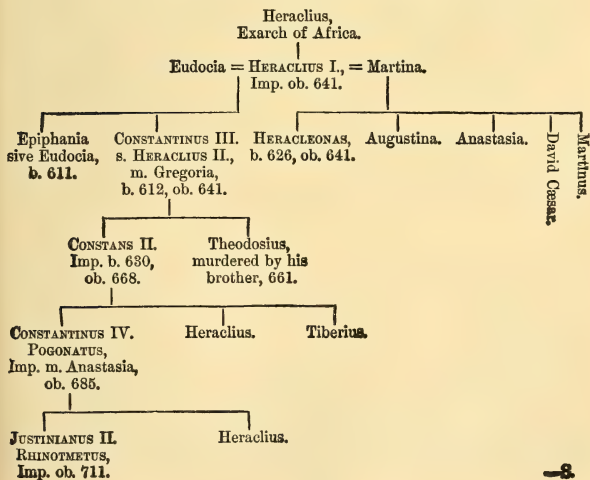 Heraclius,
Exarch of Africa.
Eudocia = HERACLIUS I., = Martina.
Imp. ob. 641.
Epiphania
sive Eudocia,
b. 611.
CONSTANTINUS III.
s. HERACLIUS II.,
m. Gregoria,
b. 612, ob. 641.
HERACLEONAS,
b. 626, ob. 641.
Augustina.
Anastasia.
David Cæsar.
Martinus.
CONSTANS II.
Imp. b. 630,
ob. 668.
Theodosius,
murdered by his
brother, 661.
CONSTANTINUS IV.
POGONATUS,
Imp. m. Anastasia,
ob. 685.
Heraclius.
Tiberius.
JUSTINIANUS II.
RHINOTMETUS,
Imp. ob. 711.
Heraclius.
—8.